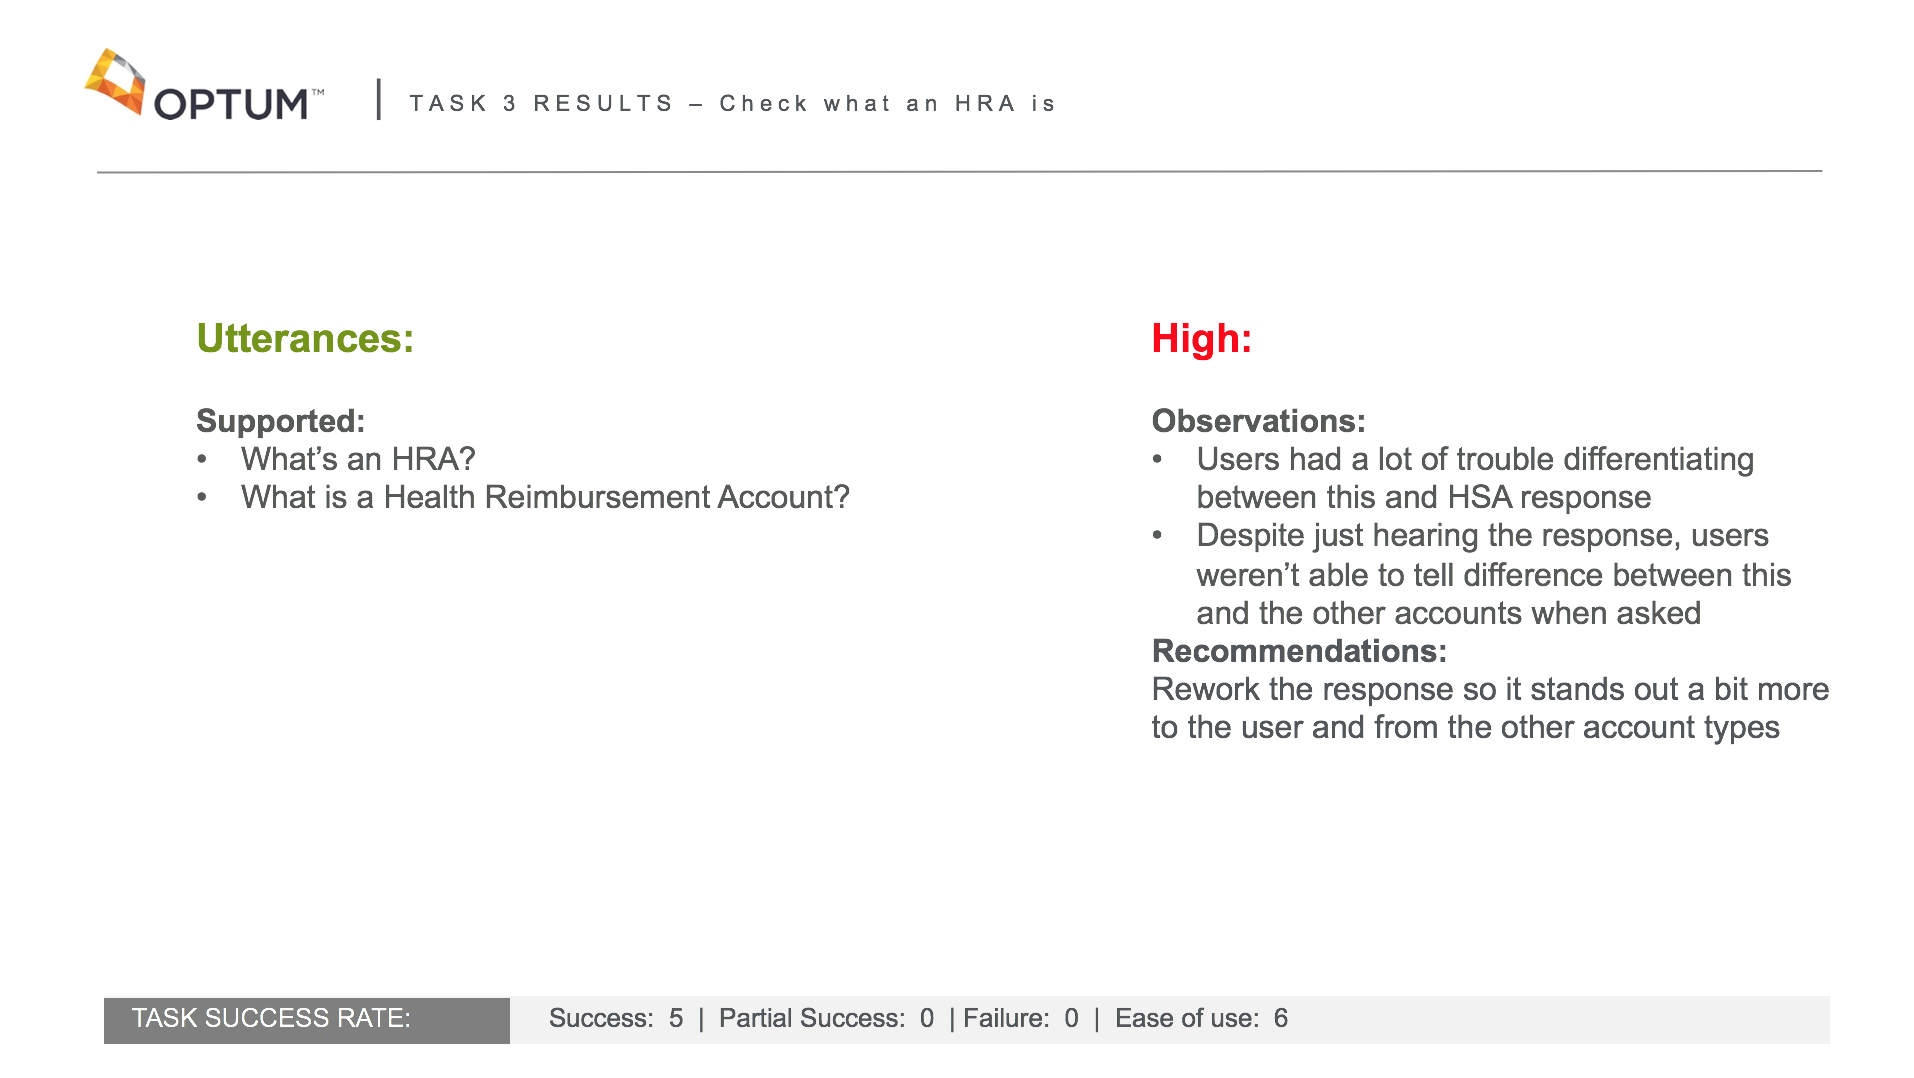 OPTUM™
TASK 3 RESULTS – Check what an HRA is
Utterances:
Supported:
• What’s an HRA?
• What is a Health Reimbursement Account?
High:
Observations:
• Users had a lot of trouble differentiating
between this and HSA response
• Despite just hearing the response, users
weren’t able to tell difference between this
and the other accounts when asked
Recommendations:
Rework the response so it stands out a bit more
to the user and from the other account types
TASK SUCCESS RATE:
Success: 5 | Partial Success: 0 | Failure: 0 | Ease of use: 6